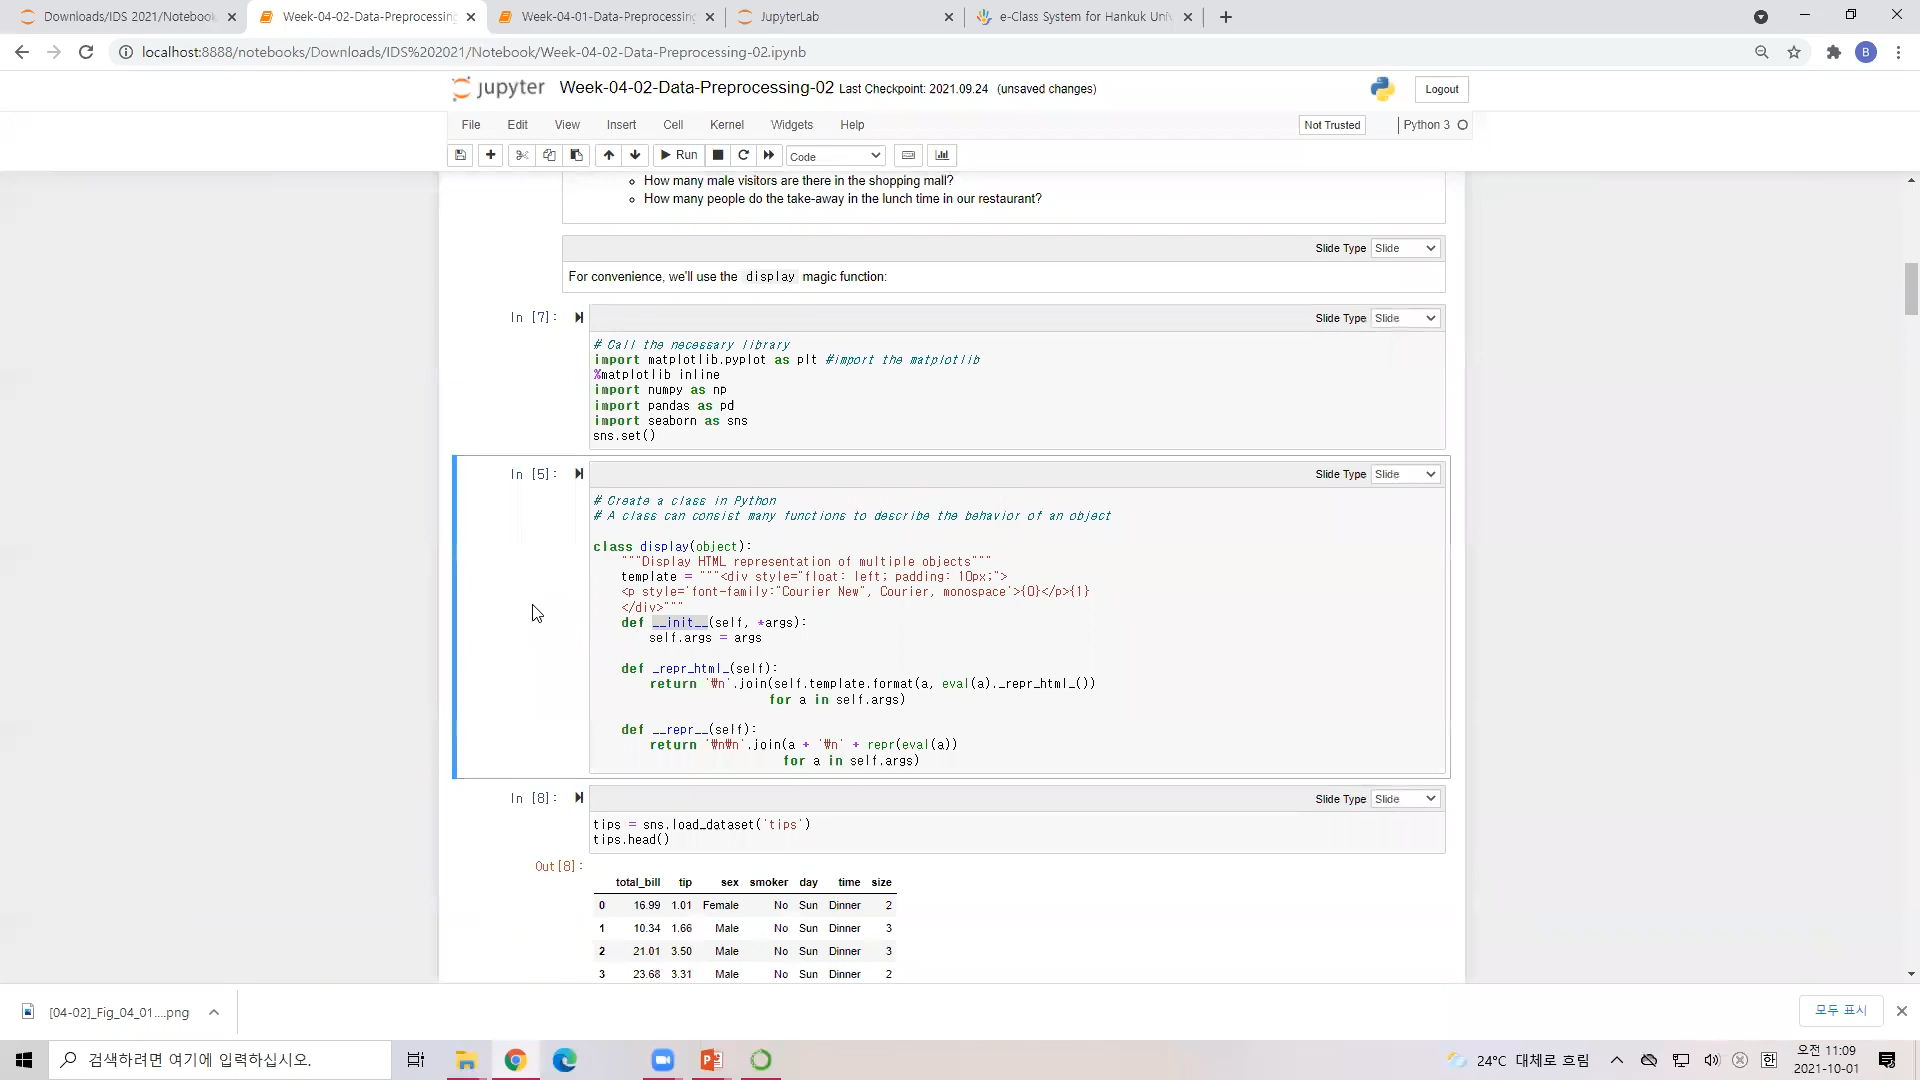 Downloads/IDS 2021/Notebook
Week-04-02-Data-Preprocessing
Week-04-01-Data-Preprocessing
JupyterLab
e-Class System for Hankuk Univ
localhost:8888/notebooks/Downloads/IDS%202021/Notebook/Week-04-02-Data-Preprocessing-02.ipynb
B
jupyter Week-04-02-Data-Preprocessing-02 Last Checkpoint: 2021.09.24 (unsaved changes)
Logout
File Edit View Insert Cell Kernel Widgets Help
Not Trusted
Python 3
Run
Code
How many male visitors are there in the shopping mall?
How many people do the take-away in the lunch time in our restaurant?
Slide Type Slide
For convenience, we'll use the display magic function:
In [7]:
Slide Type Slide
# Call the necessary library
import matplotlib.pyplot as plt #import the matplotlib
%matplotlib inline
import numpy as np
import pandas as pd
import seaborn as sns
sns.set()
In [5]:
Slide Type Slide
# Create a class in Python
# A class can consist many functions to describe the behavior of an object
class display(object):
"""Display HTML representation of multiple objects"""
template = """<div style="float: left; padding: 10px;">
<p style='font-family:"Courier New", Courier, monospace'>{0}</p>{1}
</div>"""
def __init__(self, *args):
self.args = args
def _repr_html_(self):
return '₩n'.join(self.template.format(a, eval(a)._repr_html_())
for a in self.args)
def __repr__(self):
return '₩n₩n'.join(a + '₩n' + repr(eval(a))
for a in self.args)
In [8]:
Slide Type Slide
tips = sns.load_dataset('tips')
tips.head()
Out[8]:
total_bill tip sex smoker day time size
0 16.99 1.01 Female No Sun Dinner 2
1 10.34 1.66 Male No Sun Dinner 3
2 21.01 3.50 Male No Sun Dinner 3
3 23.68 3.31 Male No Sun Dinner 2
[04-02]_Fig_04_01....png
모두 표시
검색하려면 여기에 입력하십시오.
24°C 대체로 흐림
한
오전 11:09
2021-10-01